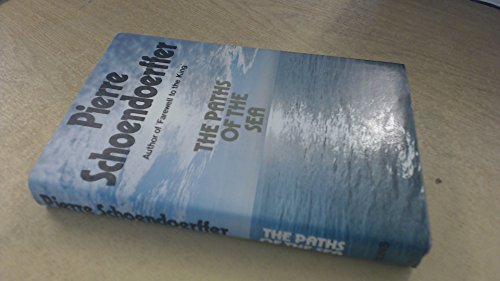 Pierre
Schoendoerffer
Author of 'Farewell to the King'
THE PATHS
OF THE
SEA
Pierre Schoendoerffer
THE PATHS
OF THE SEA